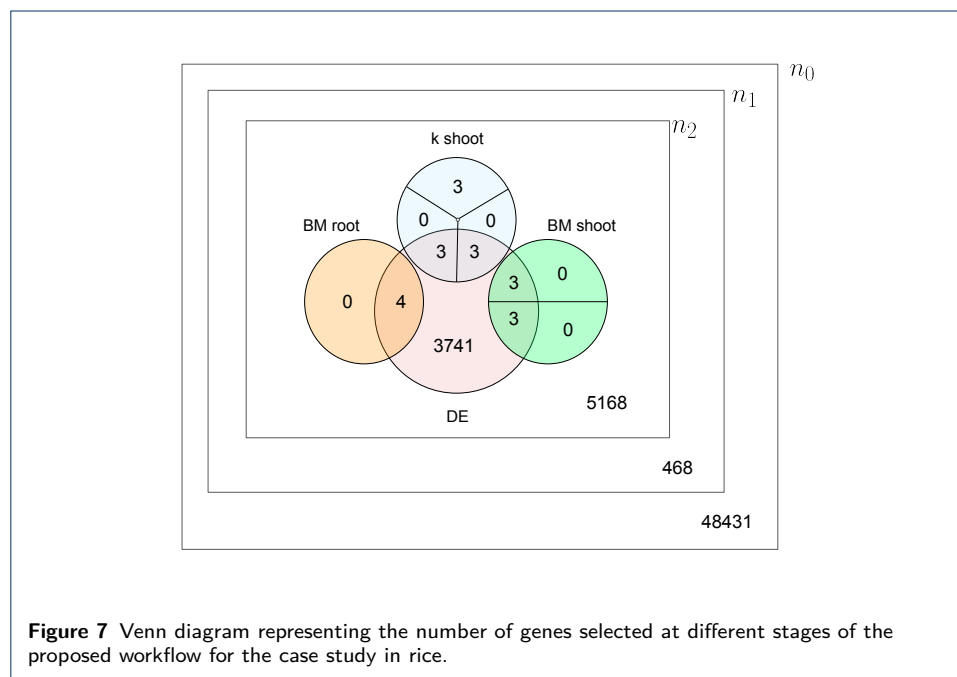 n0
n1
n2
k shoot
3
0 0
BM root BM shoot
3 3
3 0
0 4
3 0
3741
5168
DE
468
48431
Figure 7 Venn diagram representing the number of genes selected at different stages of the
proposed workflow for the case study in rice.